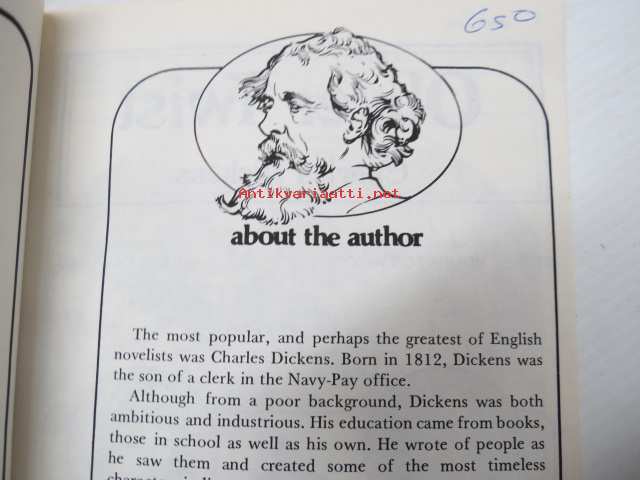 650
Antikvariaatti.net
about the author
The most popular, and perhaps the greatest of English
novelists was Charles Dickens. Born in 1812, Dickens was
the son of a clerk in the Navy-Pay office.
Although from a poor background, Dickens was both
ambitious and industrious. His education came from books,
those in school as well as his own. He wrote of people as
he saw them and created some of the most timeless